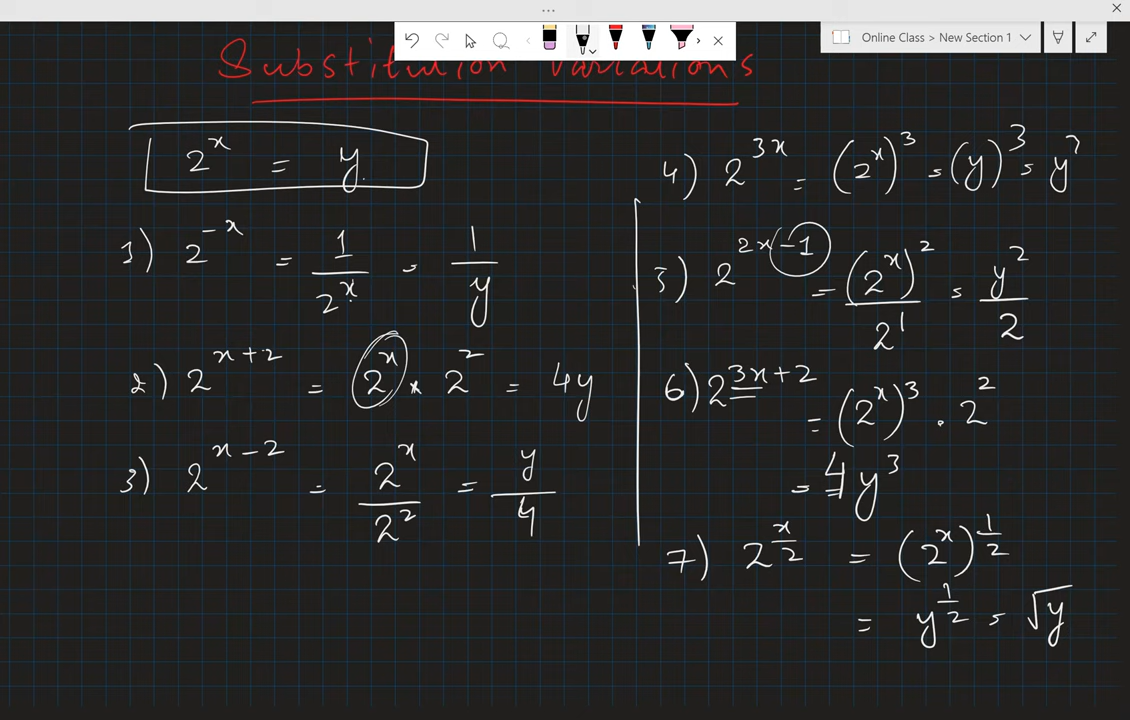 Online Class > New Section 1
Substitution Variations
2^x = y
1) 2^{-x} = 1/2^x = 1/y
2) 2^{x+2} = 2^x × 2^2 = 4y
3) 2^{x-2} = 2^x/2^2 = y/4
4) 2^{3x} = (2^x)^3 = (y)^3 = y^3
5) 2^{2x-1} = (2^x)^2/2^1 = y^2/2
6) 2^{3x+2}
= (2^x)^3 . 2^2
= 4y^3
7) 2^{x/2} = (2^x)^{1/2}
= y^{1/2} = √y